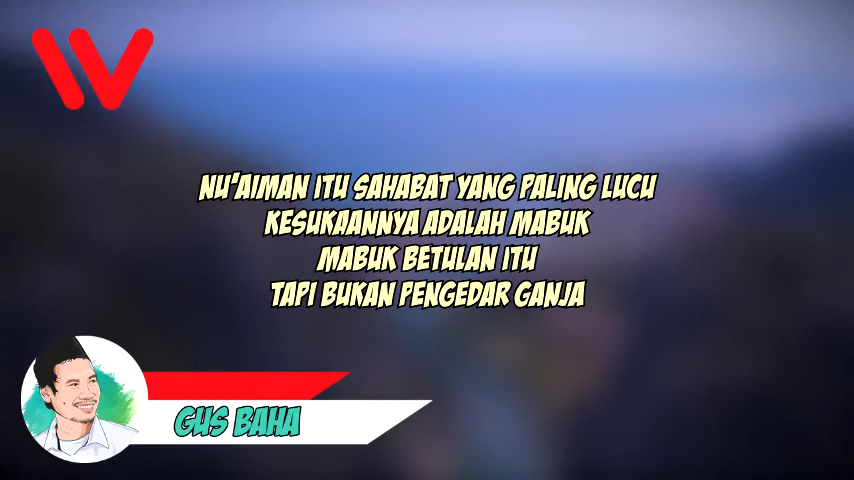 NU'AIMAN ITU SAHABAT YANG PALING LUCU
KESUKAANNYA ADALAH MABUK
MABUK BETULAN ITU
TAPI BUKAN PENGEDAR GANJA
GUS BAHA